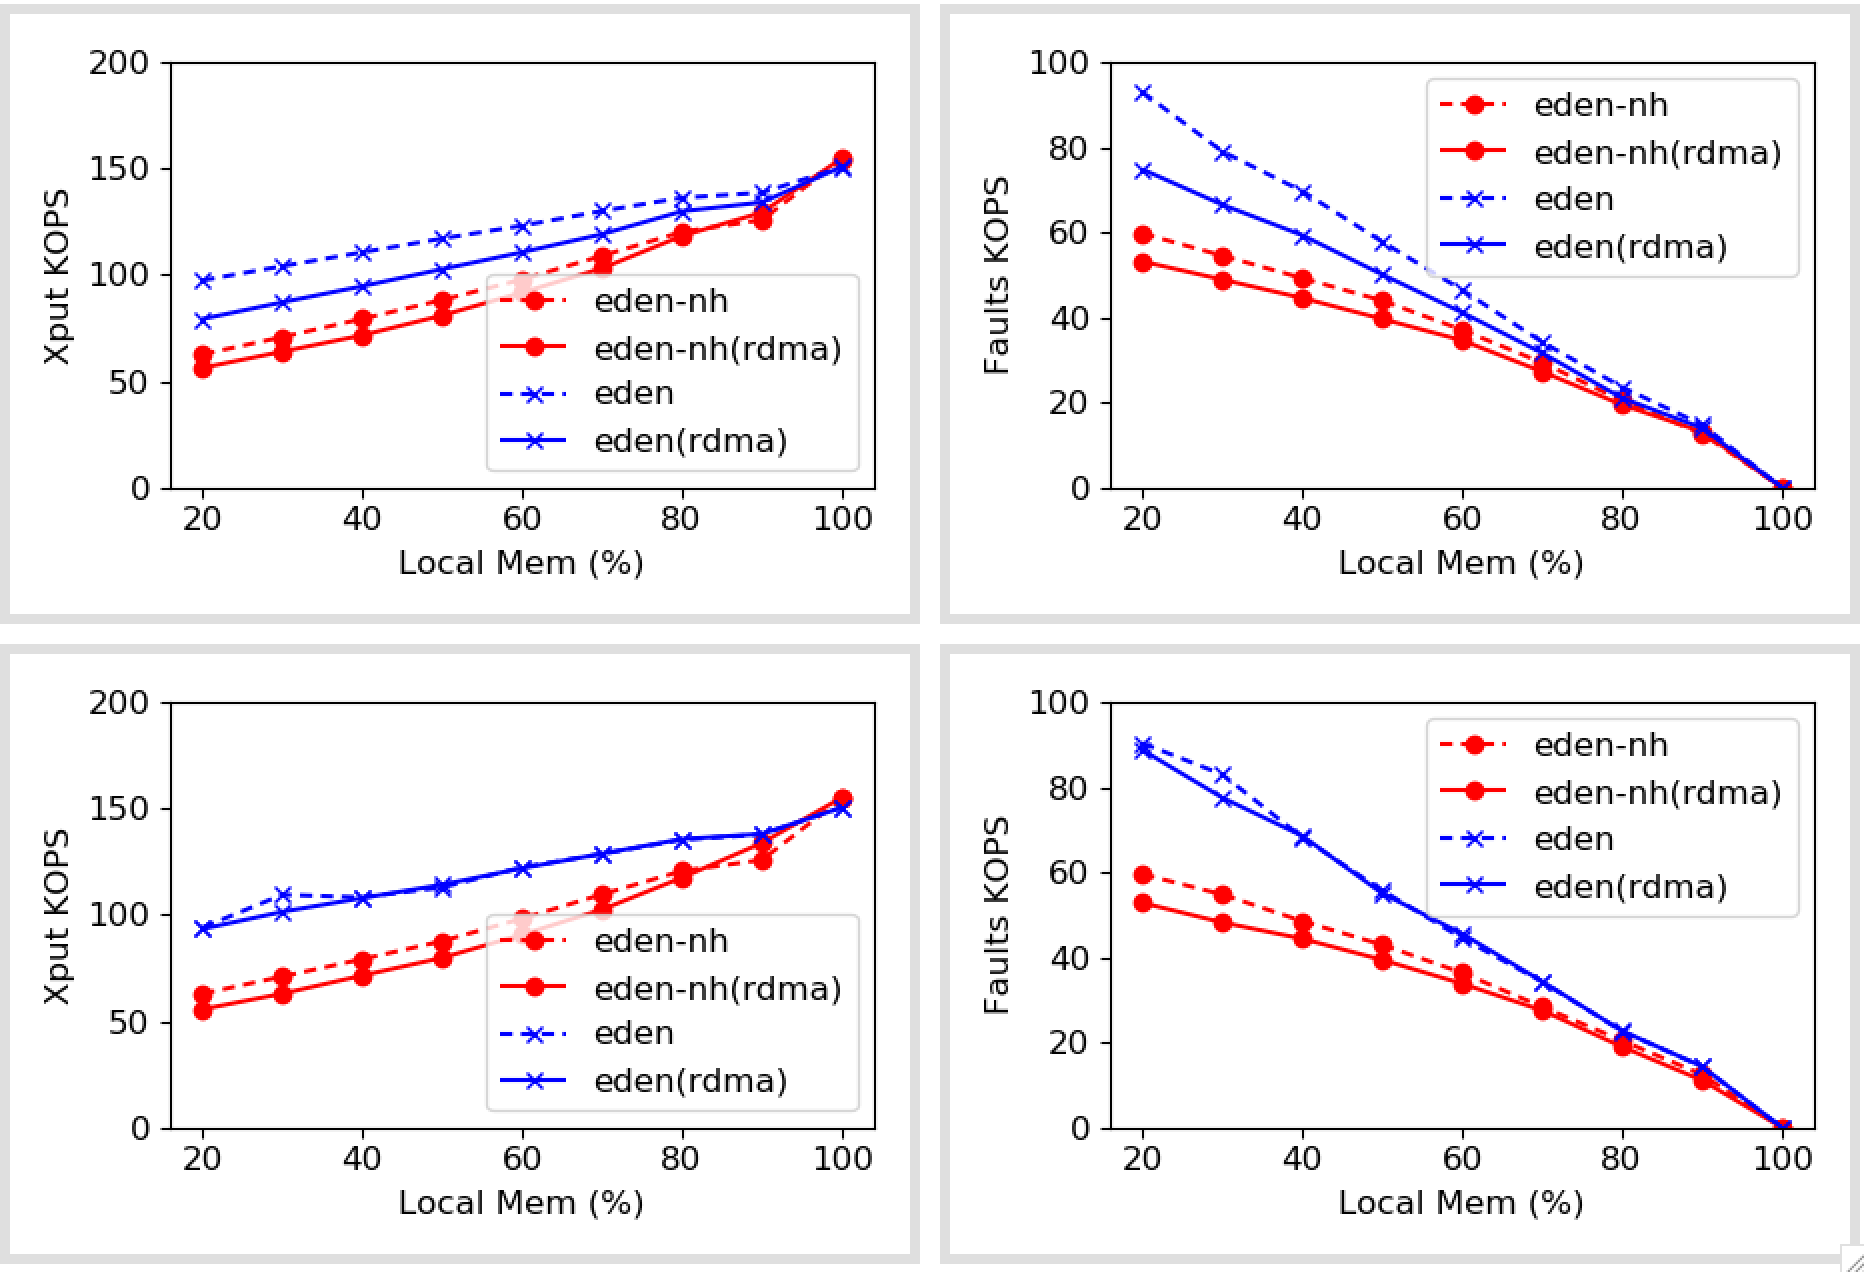 200
150
100
50
0
Xput KOPS
eden-nh
eden-nh(rdma)
eden
eden(rdma)
20 40 60 80 100
Local Mem (%)
100
80
60
40
20
0
Faults KOPS
eden-nh
eden-nh(rdma)
eden
eden(rdma)
20 40 60 80 100
Local Mem (%)
200
150
100
50
0
Xput KOPS
eden-nh
eden-nh(rdma)
eden
eden(rdma)
20 40 60 80 100
Local Mem (%)
100
80
60
40
20
0
Faults KOPS
eden-nh
eden-nh(rdma)
eden
eden(rdma)
20 40 60 80 100
Local Mem (%)